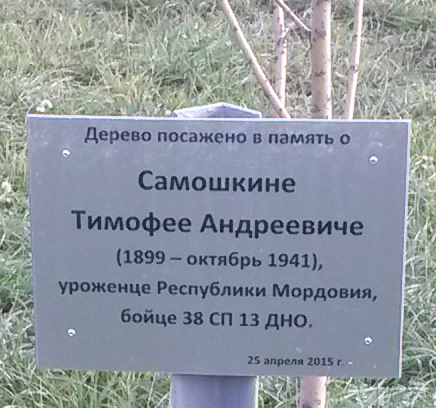 Дерево посажено в память о
Самошкине
Тимофее Андреевиче
(1899 – октябрь 1941),
уроженце Республики Мордовия,
бойце 38 СП 13 ДНО.
25 апреля 2015 г.